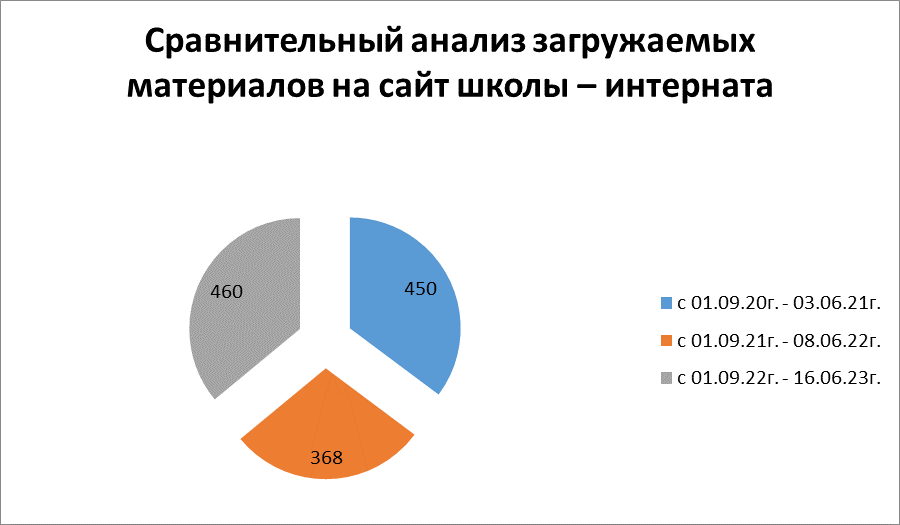 Сравнительный анализ загружаемых
материалов на сайт школы – интерната
460
450
368
с 01.09.20г. - 03.06.21г.
с 01.09.21г. - 08.06.22г.
с 01.09.22г. - 16.06.23г.